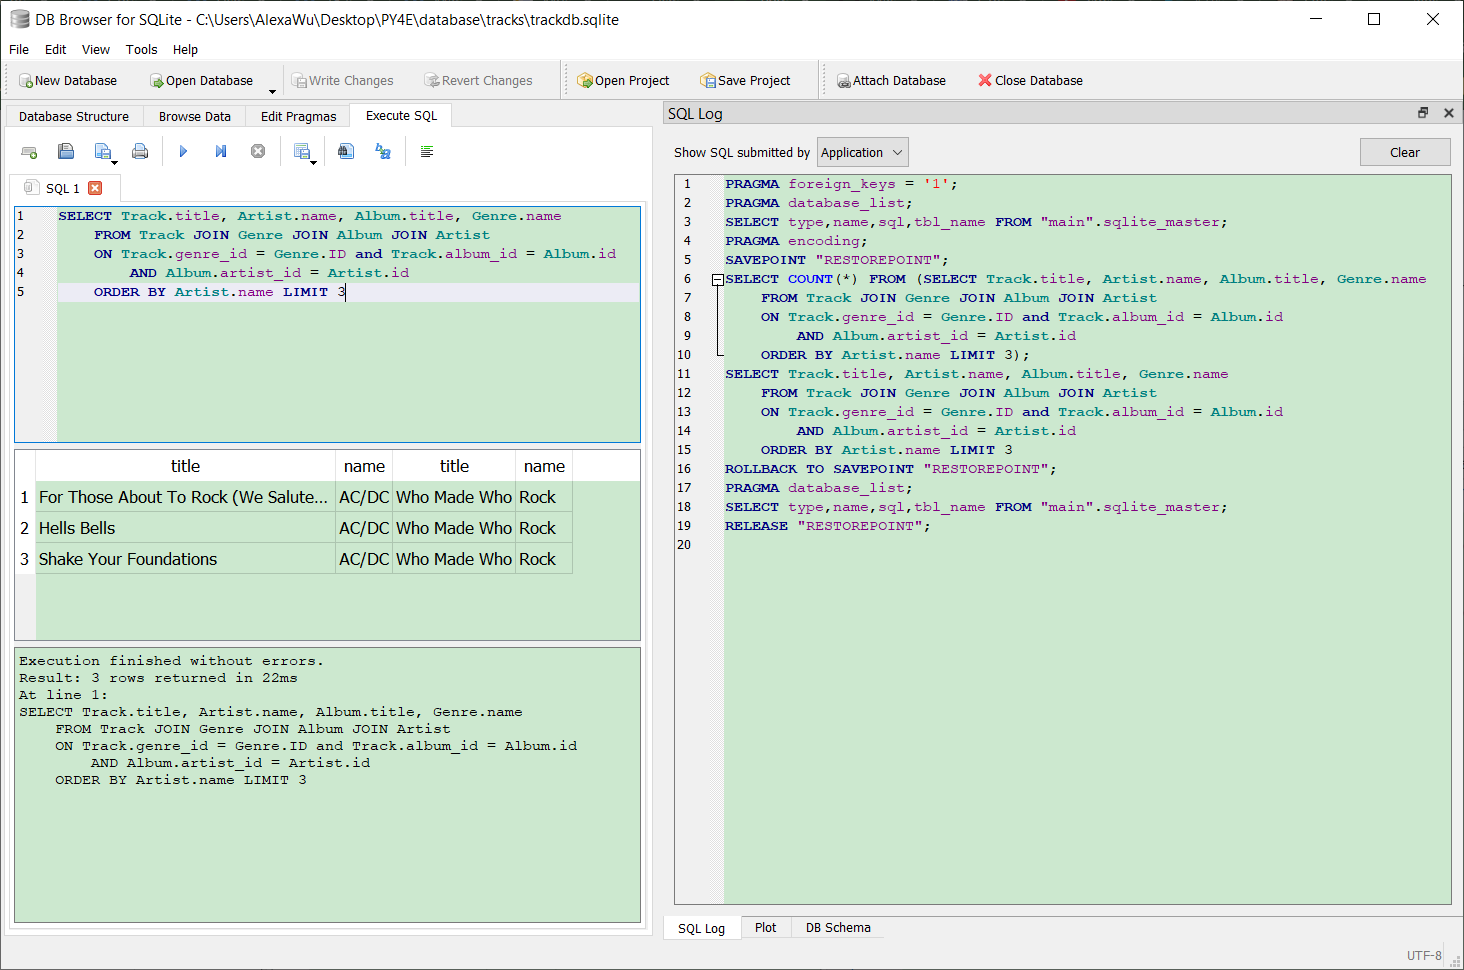 DB Browser for SQLite - C:\Users\AlexaWu\Desktop\PY4E\database\tracks\trackdb.sqlite
File Edit View Tools Help
New Database Open Database Write Changes Revert Changes Open Project Save Project Attach Database Close Database
Database Structure Browse Data Edit Pragmas Execute SQL
SQL 1
1 SELECT Track.title, Artist.name, Album.title, Genre.name
2 FROM Track JOIN Genre JOIN Album JOIN Artist
3 ON Track.genre_id = Genre.ID and Track.album_id = Album.id
4 AND Album.artist_id = Artist.id
5 ORDER BY Artist.name LIMIT 3
title name title name
1 For Those About To Rock (We Salute... AC/DC Who Made Who Rock
2 Hells Bells AC/DC Who Made Who Rock
3 Shake Your Foundations AC/DC Who Made Who Rock
Execution finished without errors.
Result: 3 rows returned in 22ms
At line 1:
SELECT Track.title, Artist.name, Album.title, Genre.name
FROM Track JOIN Genre JOIN Album JOIN Artist
ON Track.genre_id = Genre.ID and Track.album_id = Album.id
AND Album.artist_id = Artist.id
ORDER BY Artist.name LIMIT 3
SQL Log
Show SQL submitted by Application Clear
1 PRAGMA foreign_keys = '1';
2 PRAGMA database_list;
3 SELECT type,name,sql,tbl_name FROM "main".sqlite_master;
4 PRAGMA encoding;
5 SAVEPOINT "RESTOREPOINT";
6 SELECT COUNT(*) FROM (SELECT Track.title, Artist.name, Album.title, Genre.name
7 FROM Track JOIN Genre JOIN Album JOIN Artist
8 ON Track.genre_id = Genre.ID and Track.album_id = Album.id
9 AND Album.artist_id = Artist.id
10 ORDER BY Artist.name LIMIT 3);
11 SELECT Track.title, Artist.name, Album.title, Genre.name
12 FROM Track JOIN Genre JOIN Album JOIN Artist
13 ON Track.genre_id = Genre.ID and Track.album_id = Album.id
14 AND Album.artist_id = Artist.id
15 ORDER BY Artist.name LIMIT 3
16 ROLLBACK TO SAVEPOINT "RESTOREPOINT";
17 PRAGMA database_list;
18 SELECT type,name,sql,tbl_name FROM "main".sqlite_master;
19 RELEASE "RESTOREPOINT";
20
SQL Log Plot DB Schema
UTF-8